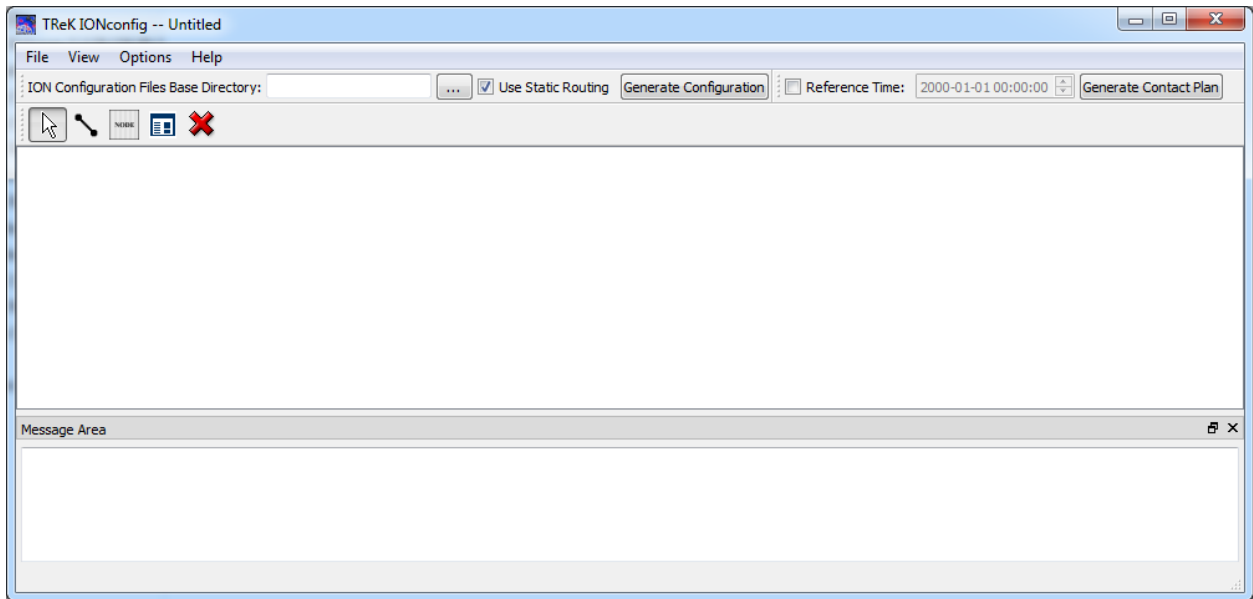 TReK IONconfig -- Untitled
File View Options Help
ION Configuration Files Base Directory: ... Use Static Routing Generate Configuration Reference Time: 2000-01-01 00:00:00 Generate Contact Plan
NODE
Message Area